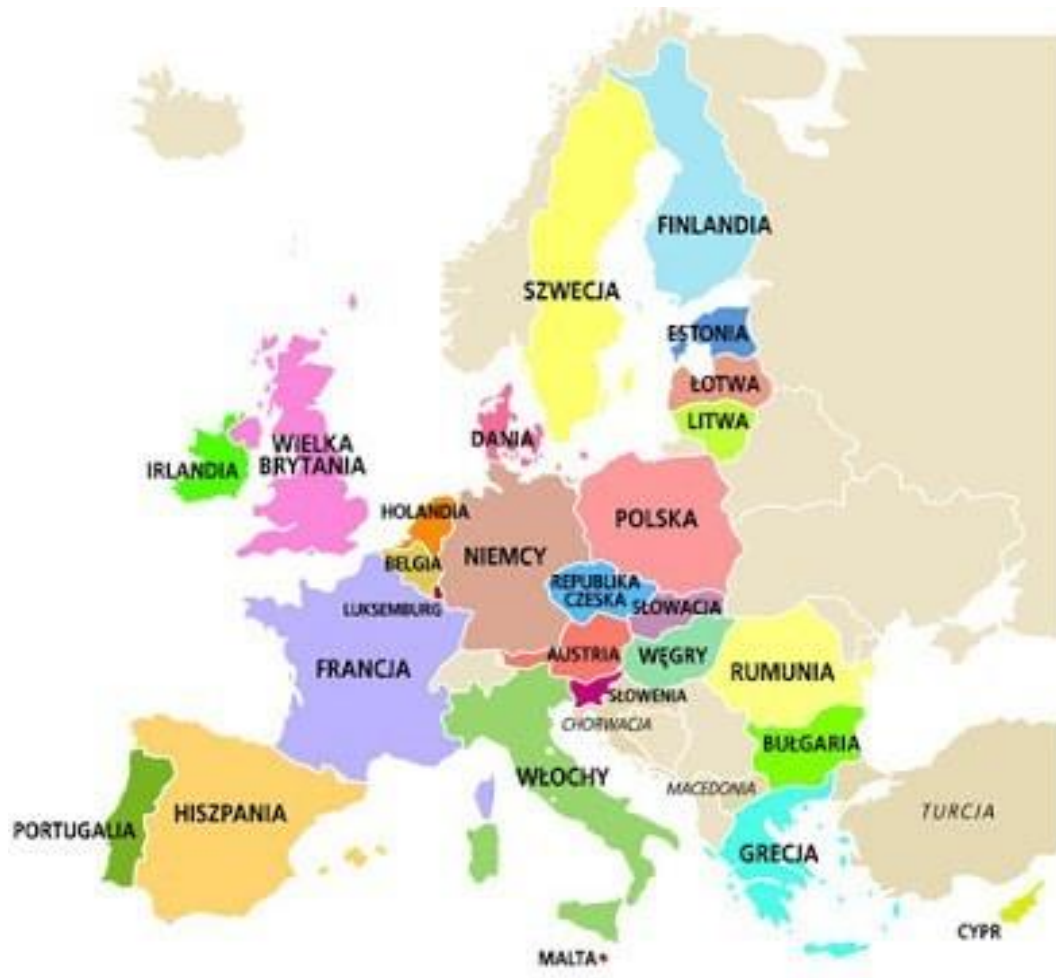 FINLANDIA
SZWECJA
ESTONIA
ŁOTWA
LITWA
DANIA
WIELKA
BRYTANIA
IRLANDIA
HOLANDIA
POLSKA
NIEMCY
BELGIA
REPUBLIKA
CZESKA
LUKSEMBURG
SŁOWACJA
FRANCJA
AUSTRIA
WĘGRY
RUMUNIA
SŁOWENIA
CHORWACJA
BUŁGARIA
WŁOCHY
MACEDONIA
HISZPANIA
TURCJA
PORTUGALIA
GRECJA
CYPR
MALTA